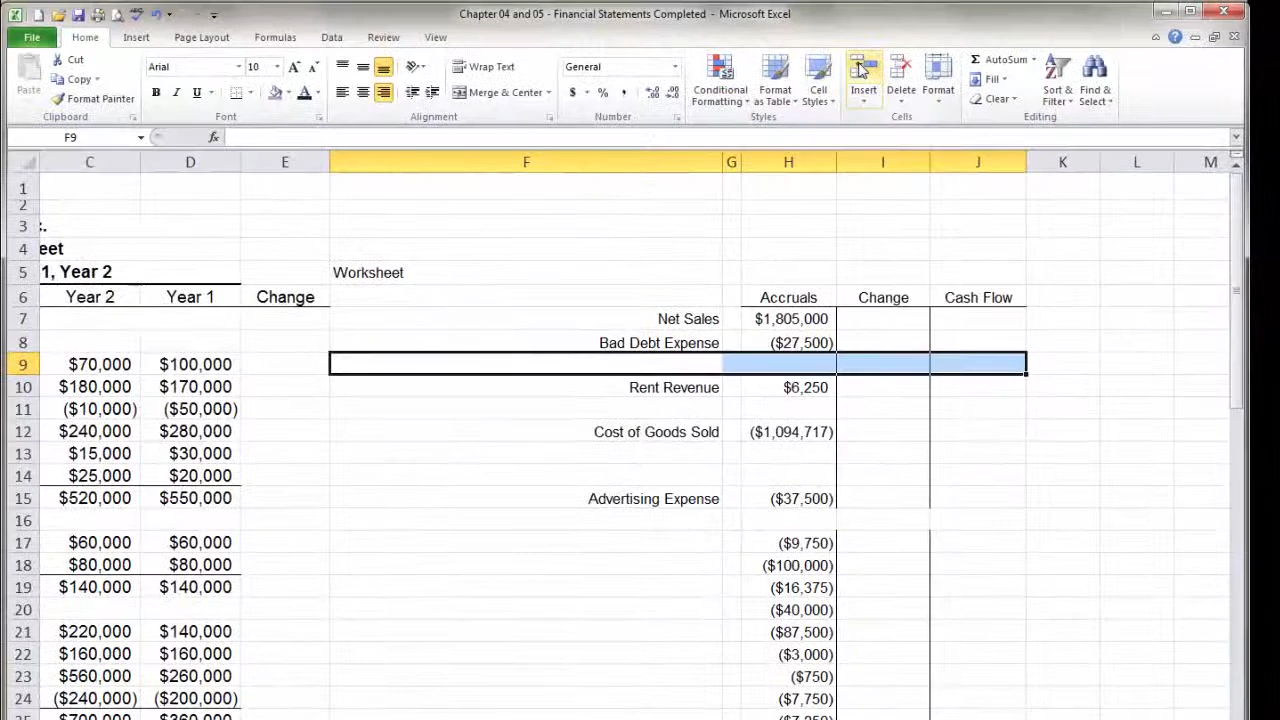 Chapter 04 and 05 - Financial Statements Completed - Microsoft Excel
File Home Insert Page Layout Formulas Data Review View
Paste Cut Copy Format Painter
Arial 10
B I U
Wrap Text
Merge & Center
General
$ % ,
Conditional Formatting Format as Table Cell Styles
Insert Delete Format
AutoSum Fill Clear
Sort & Filter Find & Select
Clipboard Font Alignment Number Styles Cells Editing
F9 fx
C D E F G H I J K L M
1
2
3 .
4 eet
5 1, Year 2 Worksheet
6 Year 2 Year 1 Change Accruals Change Cash Flow
7 Net Sales $1,805,000
8 Bad Debt Expense ($27,500)
9 $70,000 $100,000
10 $180,000 $170,000 Rent Revenue $6,250
11 ($10,000) ($50,000)
12 $240,000 $280,000 Cost of Goods Sold ($1,094,717)
13 $15,000 $30,000
14 $25,000 $20,000
15 $520,000 $550,000 Advertising Expense ($37,500)
16
17 $60,000 $60,000 ($9,750)
18 $80,000 $80,000 ($100,000)
19 $140,000 $140,000 ($16,375)
20 ($40,000)
21 $220,000 $140,000 ($87,500)
22 $160,000 $160,000 ($3,000)
23 $560,000 $260,000 ($750)
24 ($240,000) ($200,000) ($7,750)
25 $700,000 $360,000 ($7,250)